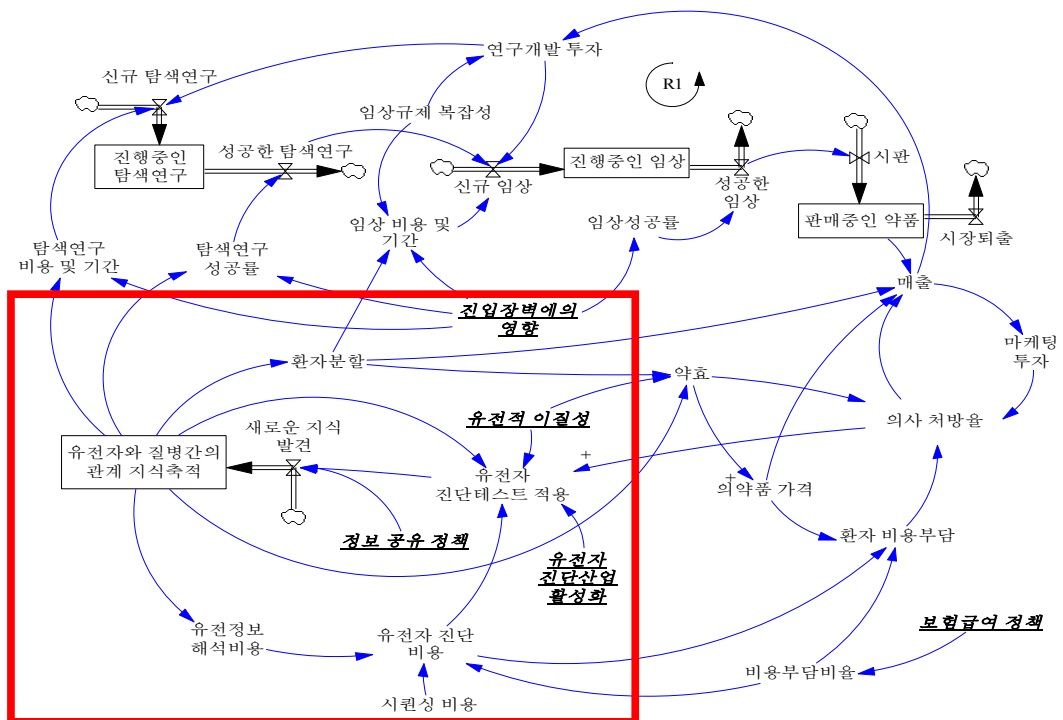 연구개발 투자
신규 탐색연구
R1
임상규제 복잡성
진행중인
탐색연구
성공한 탐색연구
신규 임상
진행중인 임상
성공한
임상
시판
판매중인 약품
시장퇴출
탐색연구
비용 및 기간
탐색연구
성공률
임상 비용 및
기간
임상성공률
매출
진입장벽에의
영향
마케팅
투자
환자분할
약효
유전적 이질성
의사 처방율
새로운 지식
발견
유전자와 질병간의
관계 지식축적
+
유전자
진단테스트 적용
+
의약품 가격
정보 공유 정책
환자 비용부담
유전자
진단산업
활성화
유전정보
해석비용
유전자 진단
비용
보험급여 정책
비용부담비율
시퀀싱 비용